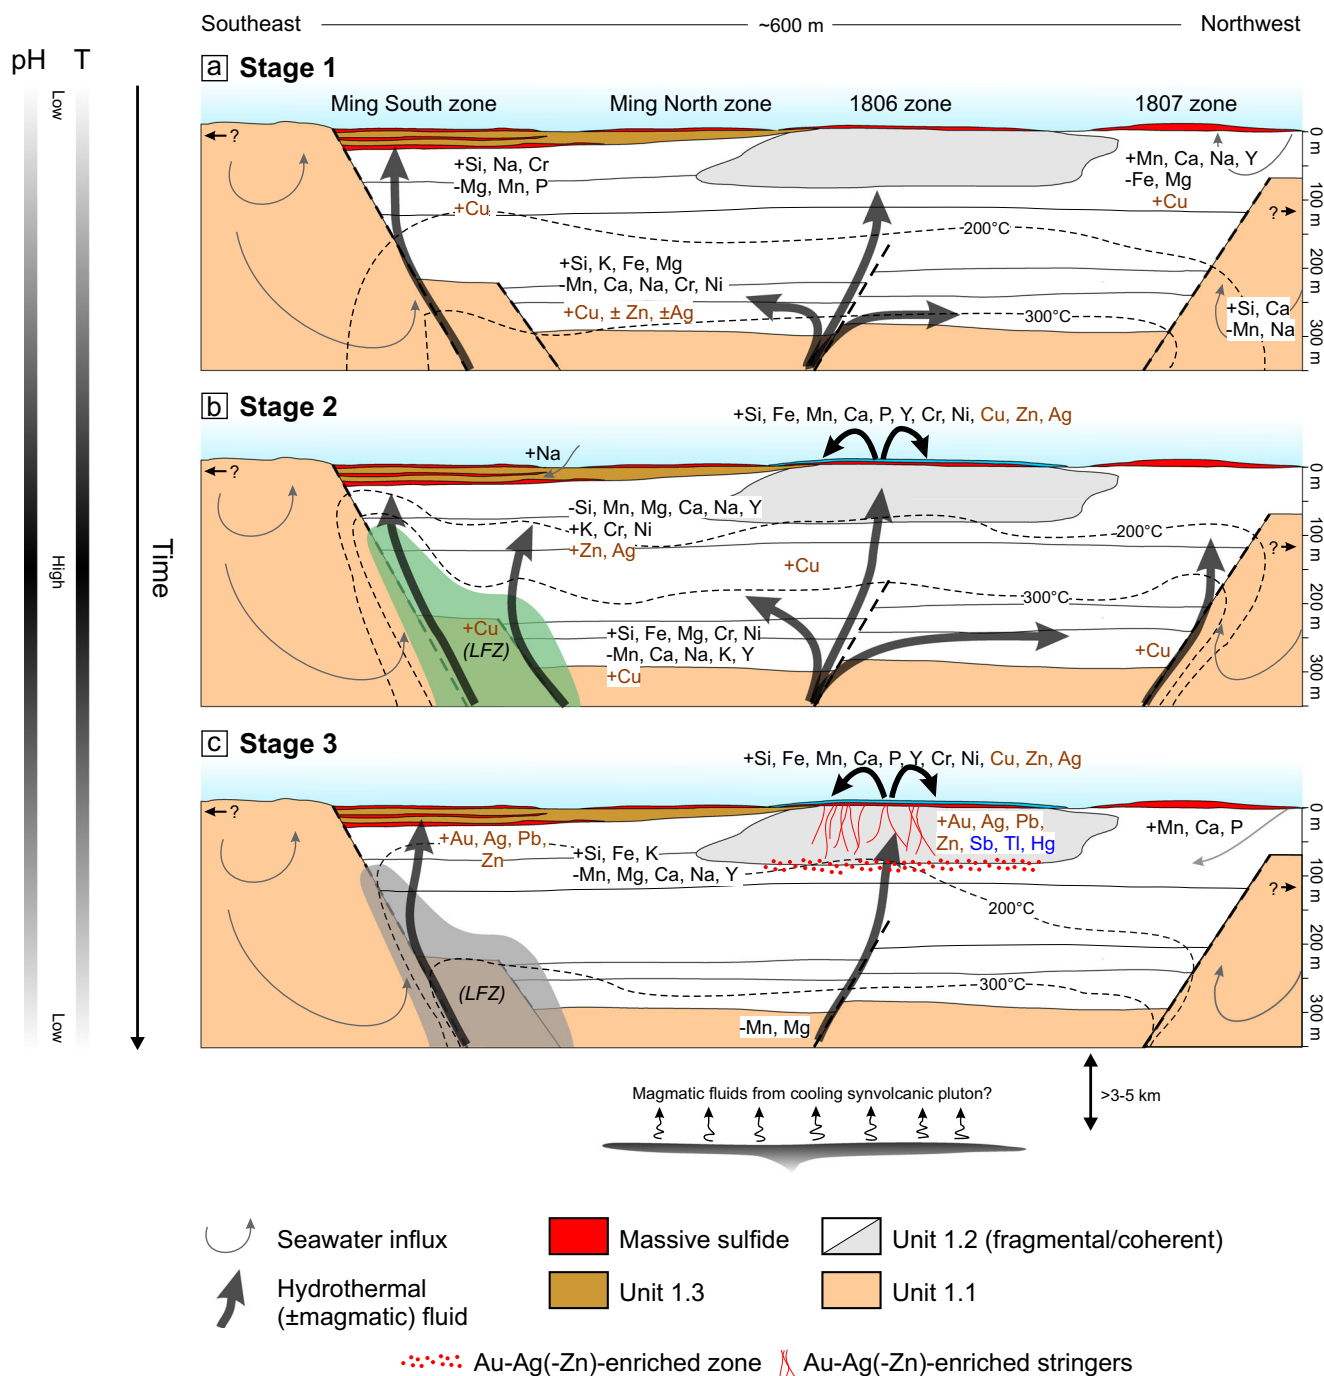 Southeast
~600 m
Northwest
pH
T
Low
High
Low
Time
a Stage 1
Ming South zone
Ming North zone
1806 zone
1807 zone
?
+Si, Na, Cr
-Mg, Mn, P
+Cu
+Mn, Ca, Na, Y
-Fe, Mg
+Cu
200°C
?
+Si, K, Fe, Mg
-Mn, Ca, Na, Cr, Ni
+Cu, ± Zn, ±Ag
300°C
+Si, Ca
-Mn, Na
0 m
100 m
200 m
300 m
b Stage 2
+Si, Fe, Mn, Ca, P, Y, Cr, Ni, Cu, Zn, Ag
+Na
?
-Si, Mn, Mg, Ca, Na, Y
+K, Cr, Ni
+Zn, Ag
200°C
?
+Cu
300°C
+Cu
(LFZ)
+Si, Fe, Mg, Cr, Ni
-Mn, Ca, Na, K, Y
+Cu
+Cu
0 m
100 m
200 m
300 m
c Stage 3
+Si, Fe, Mn, Ca, P, Y, Cr, Ni, Cu, Zn, Ag
?
+Au, Ag, Pb,
Zn
+Si, Fe, K
-Mn, Mg, Ca, Na, Y
+Au, Ag, Pb,
Zn, Sb, Tl, Hg
+Mn, Ca, P
?
200°C
300°C
(LFZ)
-Mn, Mg
0 m
100 m
200 m
300 m
Magmatic fluids from cooling synvolcanic pluton?
>3-5 km
Seawater influx
Massive sulfide
Unit 1.2 (fragmental/coherent)
Hydrothermal
(±magmatic) fluid
Unit 1.3
Unit 1.1
Au-Ag(-Zn)-enriched zone
Au-Ag(-Zn)-enriched stringers